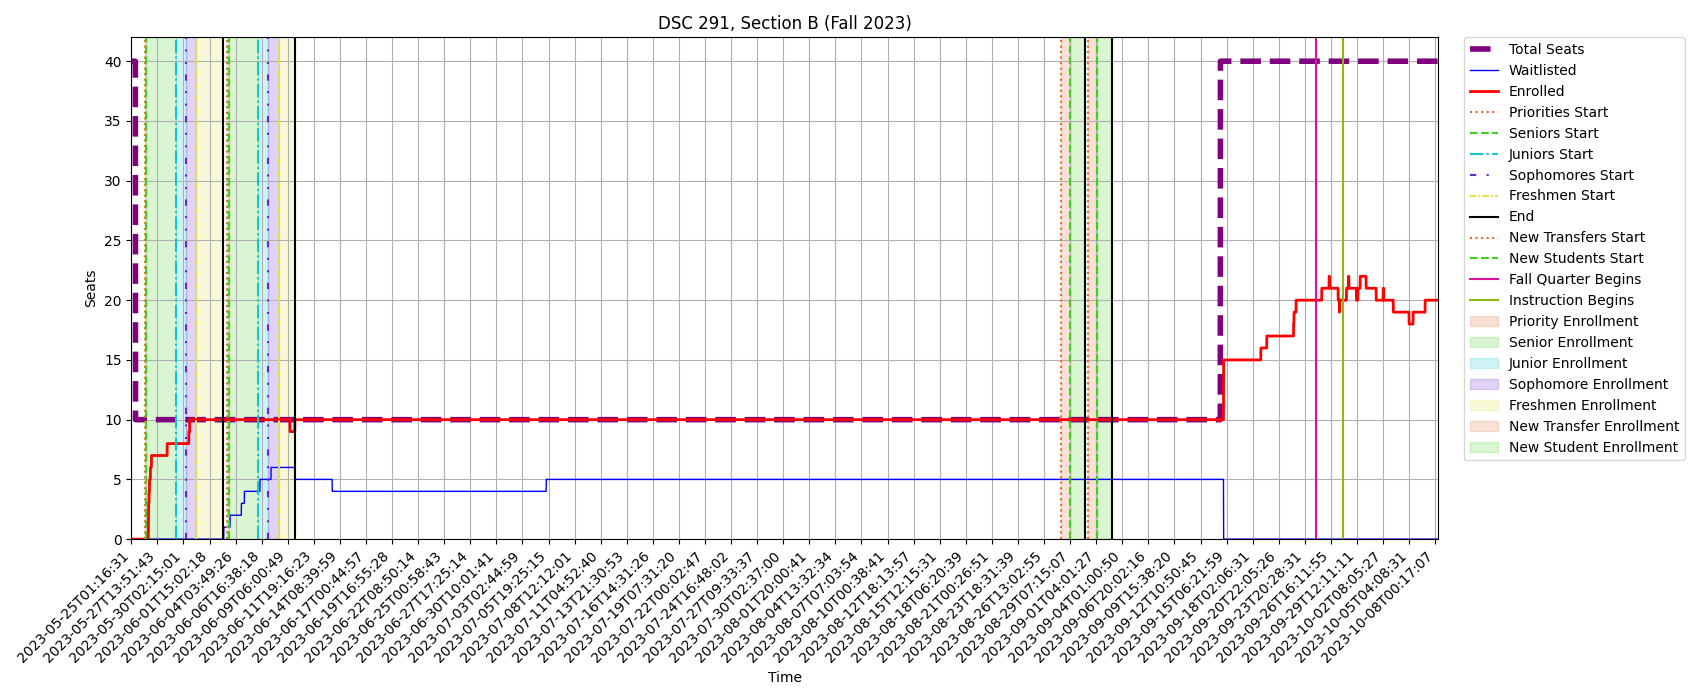 DSC 291, Section B (Fall 2023)
Seats
40
35
30
25
20
15
10
5
0
2023-05-25T01:16:31
2023-05-27T13:51:43
2023-05-30T02:15:01
2023-06-01T15:02:18
2023-06-04T03:49:26
2023-06-06T16:38:18
2023-06-09T06:00:49
2023-06-11T19:16:23
2023-06-14T08:39:59
2023-06-17T00:44:57
2023-06-19T16:55:28
2023-06-22T08:50:14
2023-06-25T00:58:43
2023-06-27T17:25:14
2023-06-30T10:01:41
2023-07-03T02:44:59
2023-07-05T19:25:15
2023-07-08T12:12:01
2023-07-11T04:52:40
2023-07-13T21:30:53
2023-07-16T14:31:26
2023-07-19T07:31:20
2023-07-22T00:02:47
2023-07-24T16:48:02
2023-07-27T09:33:37
2023-07-30T02:37:00
2023-08-01T20:00:41
2023-08-04T13:32:34
2023-08-07T07:03:54
2023-08-10T00:38:41
2023-08-12T18:13:57
2023-08-15T12:15:31
2023-08-18T06:20:39
2023-08-21T00:26:51
2023-08-23T18:31:39
2023-08-26T13:02:55
2023-08-29T07:15:07
2023-09-01T04:01:27
2023-09-04T01:00:50
2023-09-06T20:02:16
2023-09-09T15:38:20
2023-09-12T10:50:45
2023-09-15T06:21:59
2023-09-18T02:06:31
2023-09-20T22:05:26
2023-09-23T20:28:31
2023-09-26T16:11:55
2023-09-29T12:11:11
2023-10-02T08:05:27
2023-10-05T04:08:31
2023-10-08T00:17:07
Time
Total Seats
Waitlisted
Enrolled
Priorities Start
Seniors Start
Juniors Start
Sophomores Start
Freshmen Start
End
New Transfers Start
New Students Start
Fall Quarter Begins
Instruction Begins
Priority Enrollment
Senior Enrollment
Junior Enrollment
Sophomore Enrollment
Freshmen Enrollment
New Transfer Enrollment
New Student Enrollment